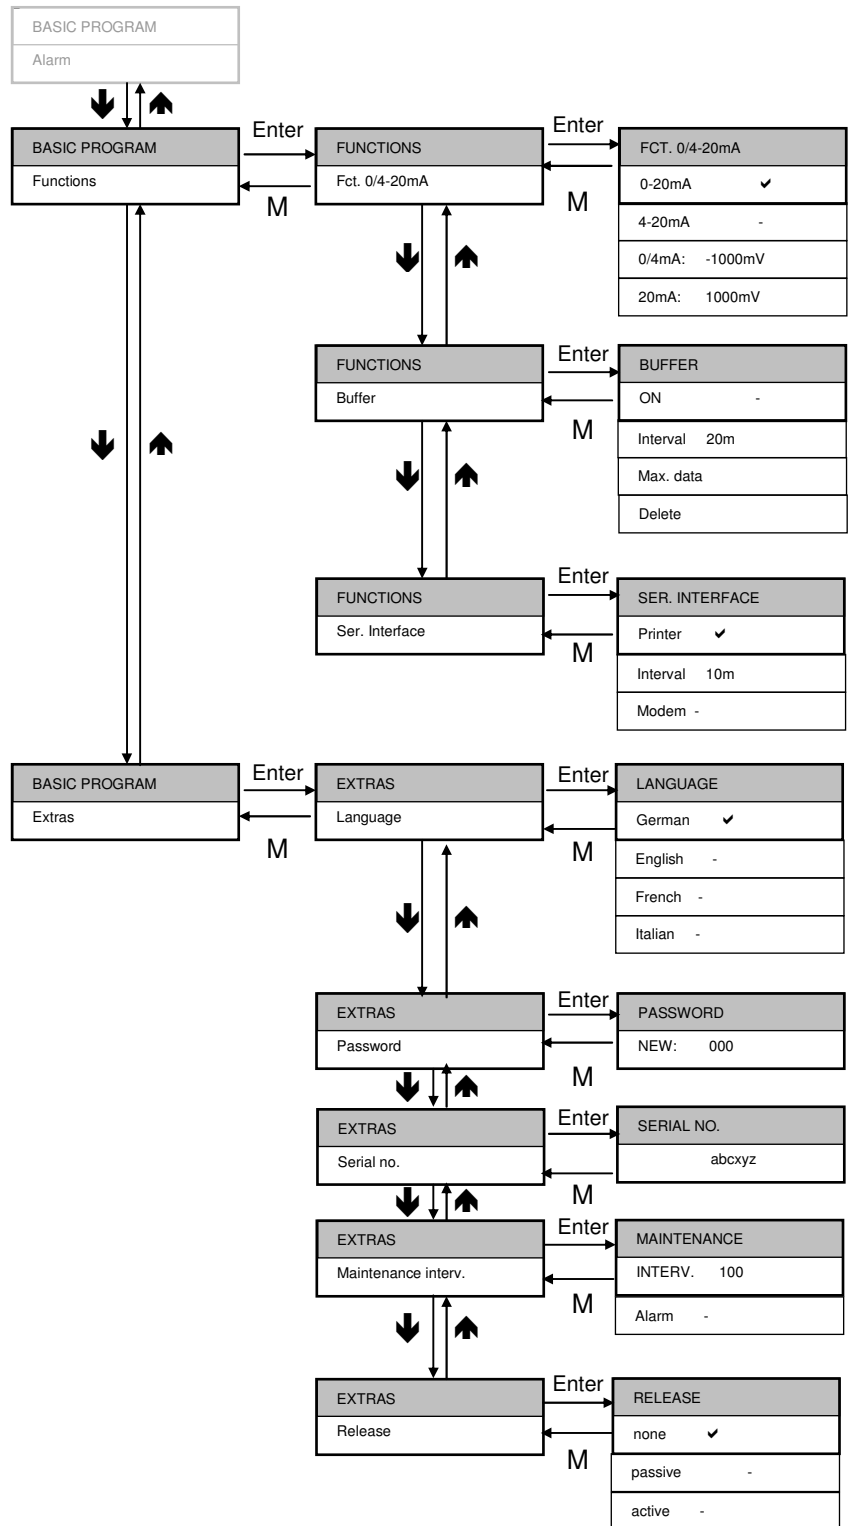 BASIC PROGRAM
Alarm
BASIC PROGRAM
Functions
Enter
M
FUNCTIONS
Fct. 0/4-20mA
Enter
M
FCT. 0/4-20mA
0-20mA ✔
4-20mA -
0/4mA: -1000mV
20mA: 1000mV
FUNCTIONS
Buffer
Enter
M
BUFFER
ON -
Interval 20m
Max. data
Delete
FUNCTIONS
Ser. Interface
Enter
M
SER. INTERFACE
Printer ✔
Interval 10m
Modem -
BASIC PROGRAM
Extras
Enter
M
EXTRAS
Language
Enter
M
LANGUAGE
German ✔
English -
French -
Italian -
EXTRAS
Password
Enter
M
PASSWORD
NEW: 000
EXTRAS
Serial no.
Enter
M
SERIAL NO.
abcxyz
EXTRAS
Maintenance interv.
Enter
M
MAINTENANCE
INTERV. 100
Alarm -
EXTRAS
Release
Enter
M
RELEASE
none ✔
passive -
active -